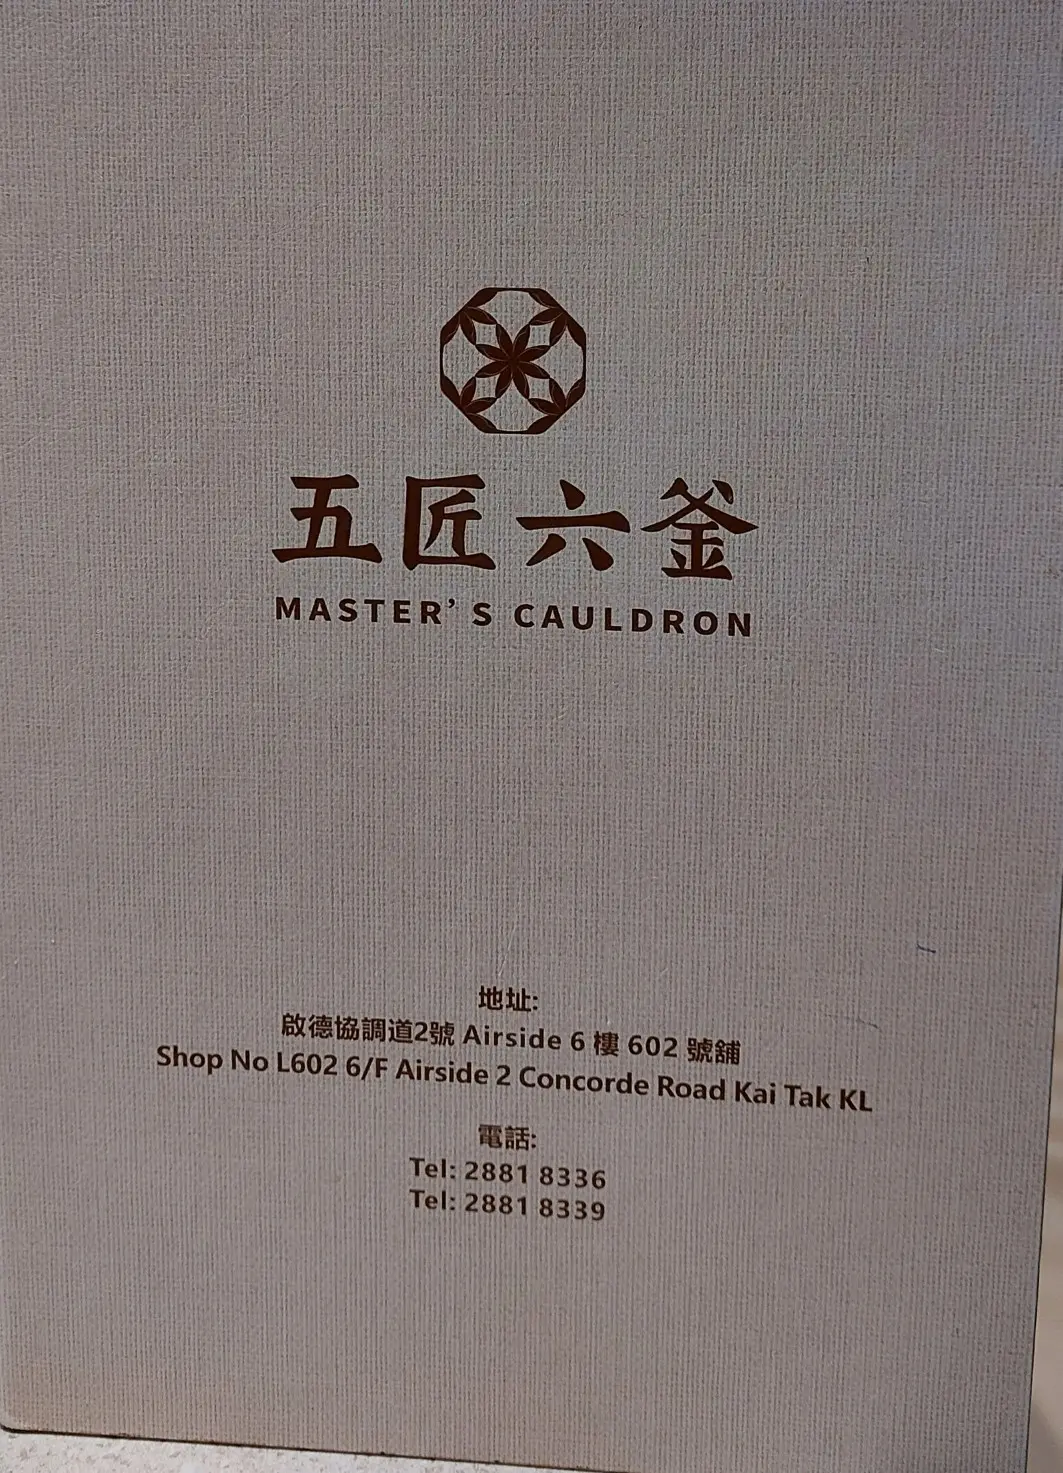 五匠六釜
MASTER'S CAULDRON
地址:
啟德協調道2號 Airside 6 樓 602 號舖
Shop No L602 6/F Airside 2 Concorde Road Kai Tak KL
電話:
Tel: 2881 8336
Tel: 2881 8339